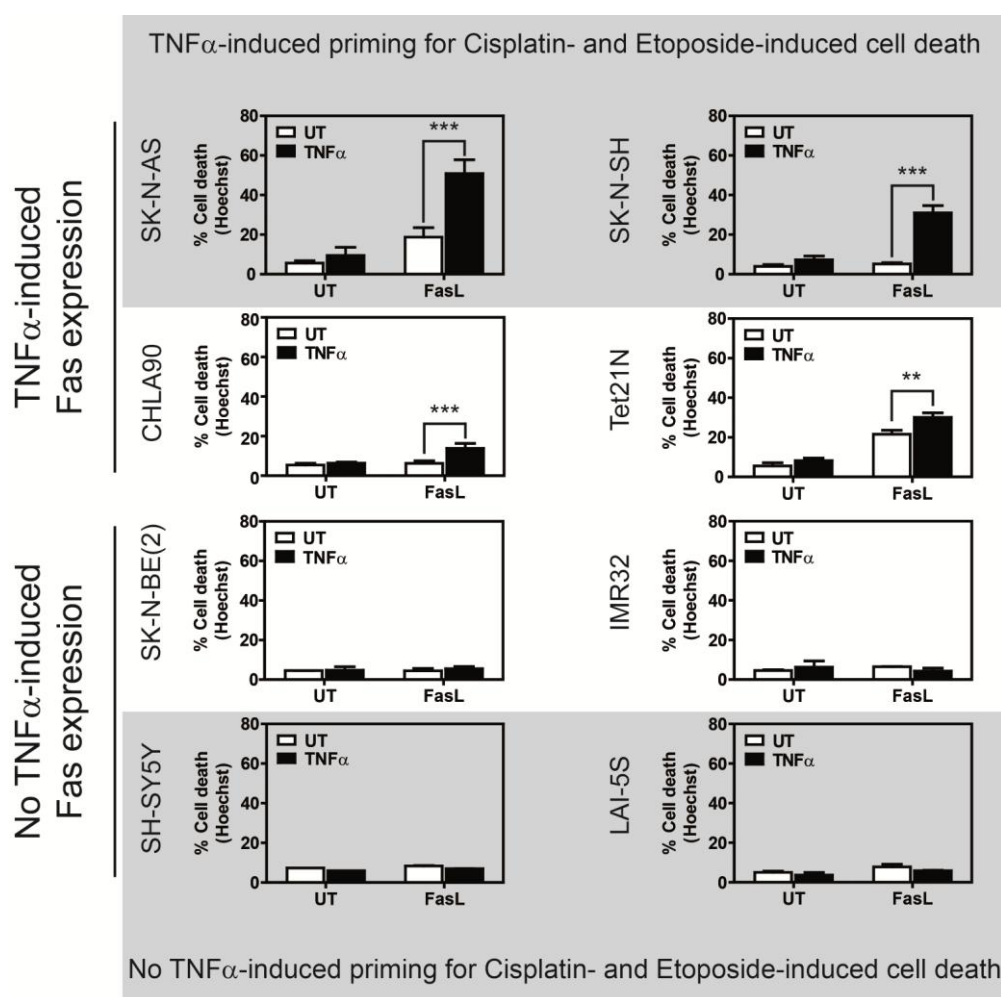 TNFα-induced priming for Cisplatin- and Etoposide-induced cell death
TNFα-induced
Fas expression
SK-N-AS
% Cell death
(Hoechst)
80
60
40
20
0
UT
TNFα
***
UT
FasL
SK-N-SH
% Cell death
(Hoechst)
80
60
40
20
0
UT
TNFα
***
UT
FasL
CHLA90
% Cell death
(Hoechst)
80
60
40
20
0
UT
TNFα
***
UT
FasL
Tet21N
% Cell death
(Hoechst)
80
60
40
20
0
UT
TNFα
**
UT
FasL
No TNFα-induced
Fas expression
SK-N-BE(2)
% Cell death
(Hoechst)
80
60
40
20
0
UT
TNFα
UT
FasL
IMR32
% Cell death
(Hoechst)
80
60
40
20
0
UT
TNFα
UT
FasL
SH-SY5Y
% Cell death
(Hoechst)
80
60
40
20
0
UT
TNFα
UT
FasL
LAI-5S
% Cell death
(Hoechst)
80
60
40
20
0
UT
TNFα
UT
FasL
No TNFα-induced priming for Cisplatin- and Etoposide-induced cell death